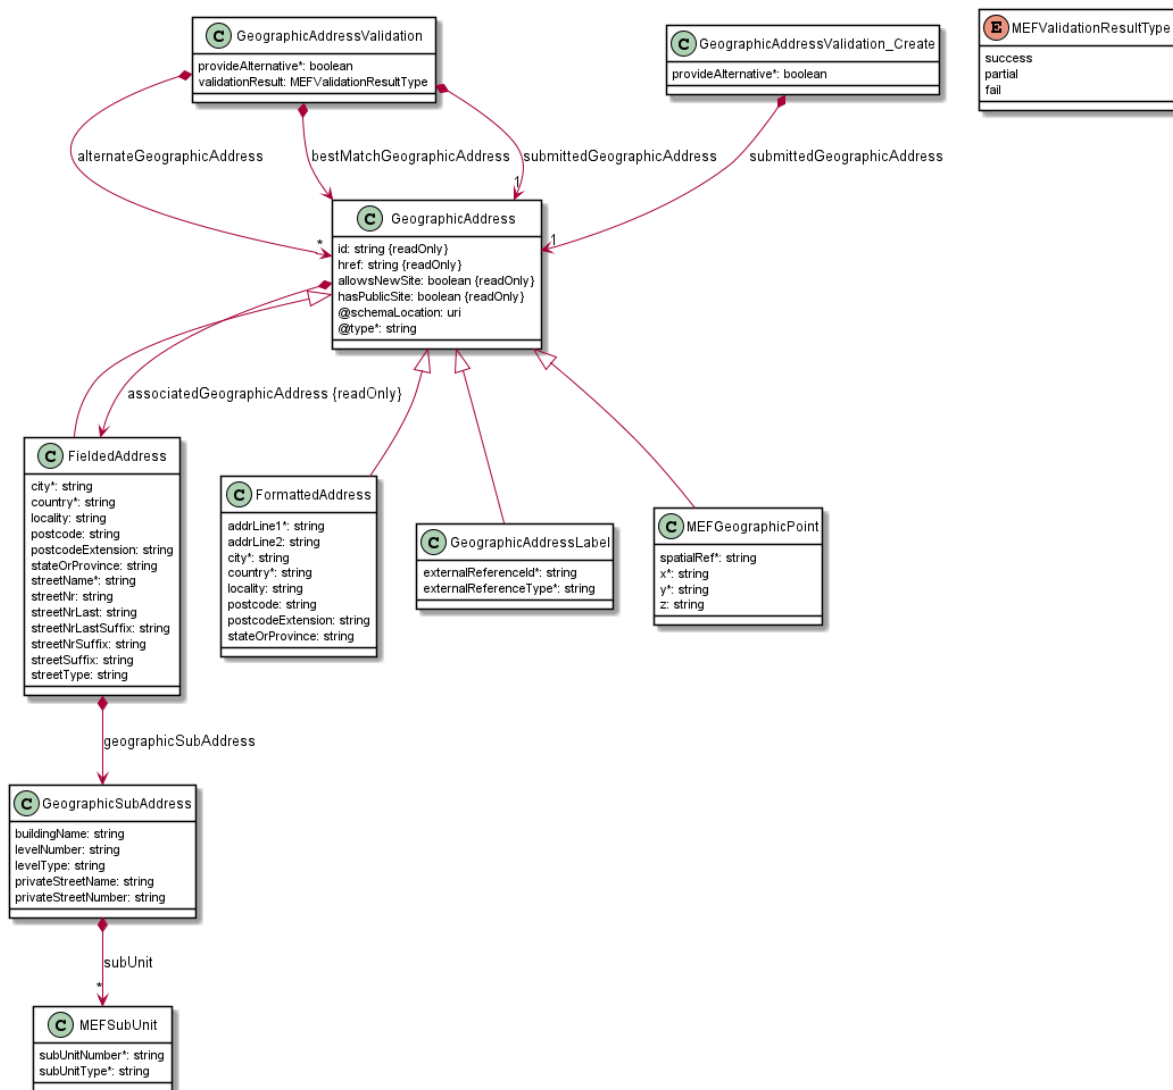 C GeographicAddressValidation
provideAlternative*: boolean
validationResult: MEFValidationResultType
C GeographicAddressValidation_Create
provideAlternative*: boolean
E MEFValidationResultType
success
partial
fail
alternateGeographicAddress
bestMatchGeographicAddress
submittedGeographicAddress
submittedGeographicAddress
1
*
1
C GeographicAddress
id: string {readOnly}
href: string {readOnly}
allowsNewSite: boolean {readOnly}
hasPublicSite: boolean {readOnly}
@schemaLocation: uri
@type*: string
associatedGeographicAddress {readOnly}
C FieldedAddress
city*: string
country*: string
locality: string
postcode: string
postcodeExtension: string
stateOrProvince: string
streetName*: string
streetNr: string
streetNrLast: string
streetNrLastSuffix: string
streetNrSuffix: string
streetSuffix: string
streetType: string
C FormattedAddress
addrLine1*: string
addrLine2: string
city*: string
country*: string
locality: string
postcode: string
postcodeExtension: string
stateOrProvince: string
C GeographicAddressLabel
externalReferenceId*: string
externalReferenceType*: string
C MEFGeographicPoint
spatialRef*: string
x*: string
y*: string
z: string
geographicSubAddress
C GeographicSubAddress
buildingName: string
levelNumber: string
levelType: string
privateStreetName: string
privateStreetNumber: string
subUnit
*
C MEFSubUnit
subUnitNumber*: string
subUnitType*: string